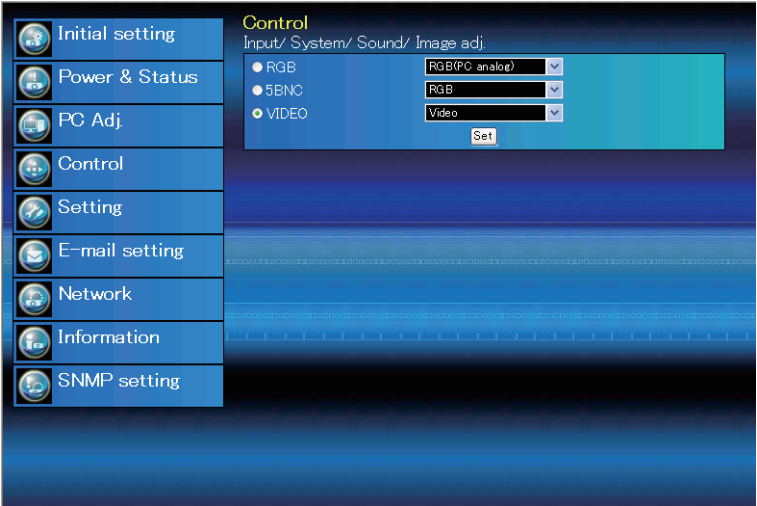 Initial setting
Power & Status
PC Adj.
Control
Setting
E-mail setting
Network
Information
SNMP setting
Control
Input/ System/ Sound/ Image adj.
RGB RGB(PC analog)
5BNC RGB
VIDEO Video
Set